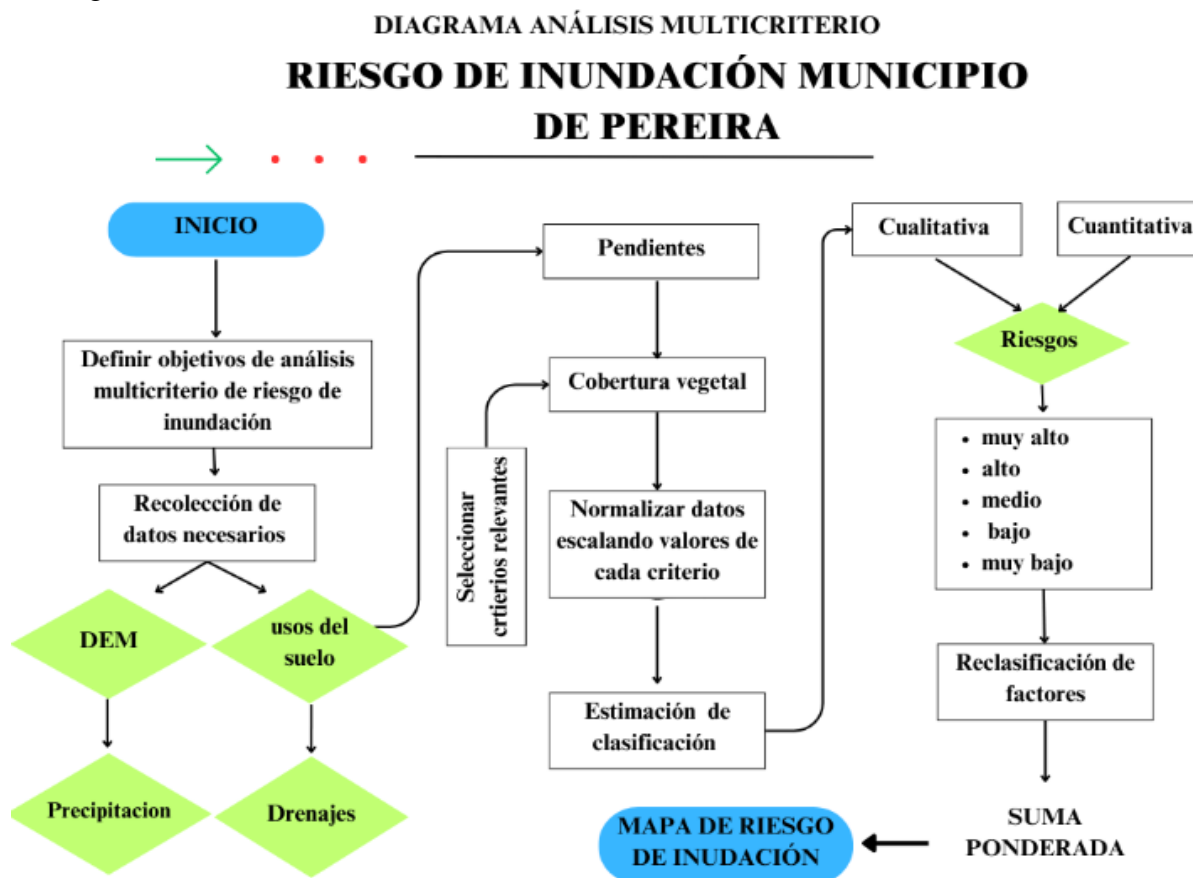 DIAGRAMA ANÁLISIS MULTICRITERIO
RIESGO DE INUNDACIÓN MUNICIPIO
DE PEREIRA
INICIO
Definir objetivos de análisis
multicriterio de riesgo de
inundación
Recolección de
datos necesarios
DEM
usos del
suelo
Precipitacion
Drenajes
Pendientes
Cobertura vegetal
Seleccionar
crtierios relevantes
Normalizar datos
escalando valores de
cada criterio
Estimación de
clasificación
Cualitativa
Cuantitativa
Riesgos
• muy alto
• alto
• medio
• bajo
• muy bajo
Reclasificación de
factores
SUMA
PONDERADA
MAPA DE RIESGO
DE INUDACIÓN